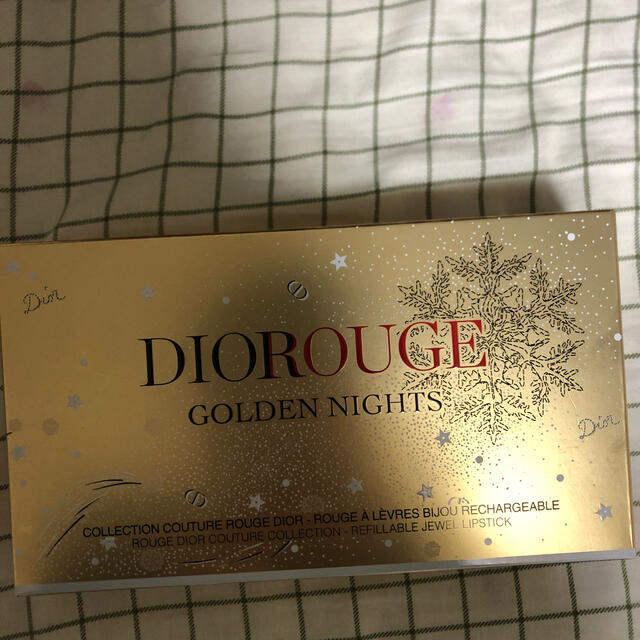 Dior
DIOROUGE
GOLDEN NIGHTS
Dior
COLLECTION COUTURE ROUGE DIOR - ROUGE À LÈVRES BIJOU RECHARGEABLE
ROUGE DIOR COUTURE COLLECTION - REFILLABLE JEWEL LIPSTICK